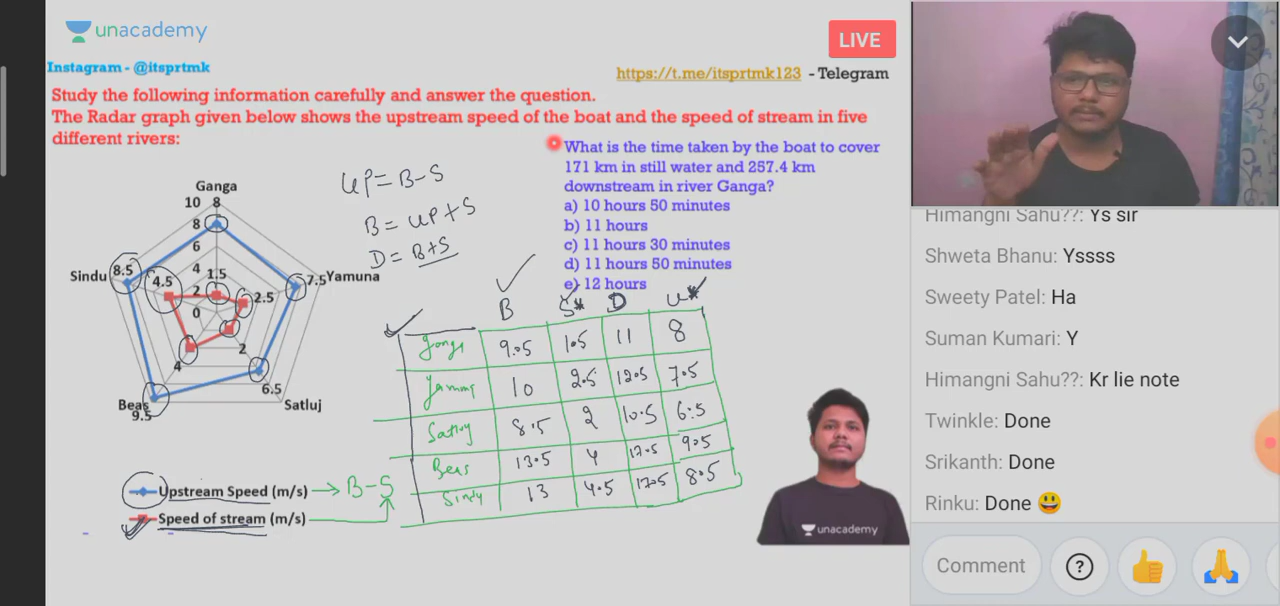 unacademy
LIVE
Instagram - @itsprtmk
https://t.me/itsprtmk123 - Telegram
Study the following information carefully and answer the question.
The Radar graph given below shows the upstream speed of the boat and the speed of stream in five
different rivers:
What is the time taken by the boat to cover
171 km in still water and 257.4 km
downstream in river Ganga?
a) 10 hours 50 minutes
b) 11 hours
c) 11 hours 30 minutes
d) 11 hours 50 minutes
e) 12 hours
UP = B-S
B = UP+S
D = B+S
Ganga
10 8
8
6
4 1.5
2
0
Sindu 8.5
4.5
7.5 Yamuna
2.5
2
6.5
Satluj
4
Beas
9.5
Upstream Speed (m/s) → B-S
Speed of stream (m/s)
B S* D U*
Ganga 9.5 1.5 11 8
10 2.5 12.5 7.5
Satluj 8.5 2 10.5 6.5
Beas 13.5 4 17.5 9.5
Sindu 13 4.5 17.5 8.5
unacademy
Himangni Sahu??: Ys sir
Shweta Bhanu: Yssss
Sweety Patel: Ha
Suman Kumari: Y
Himangni Sahu??: Kr lie note
Twinkle: Done
Srikanth: Done
Rinku: Done 😃
Comment
?